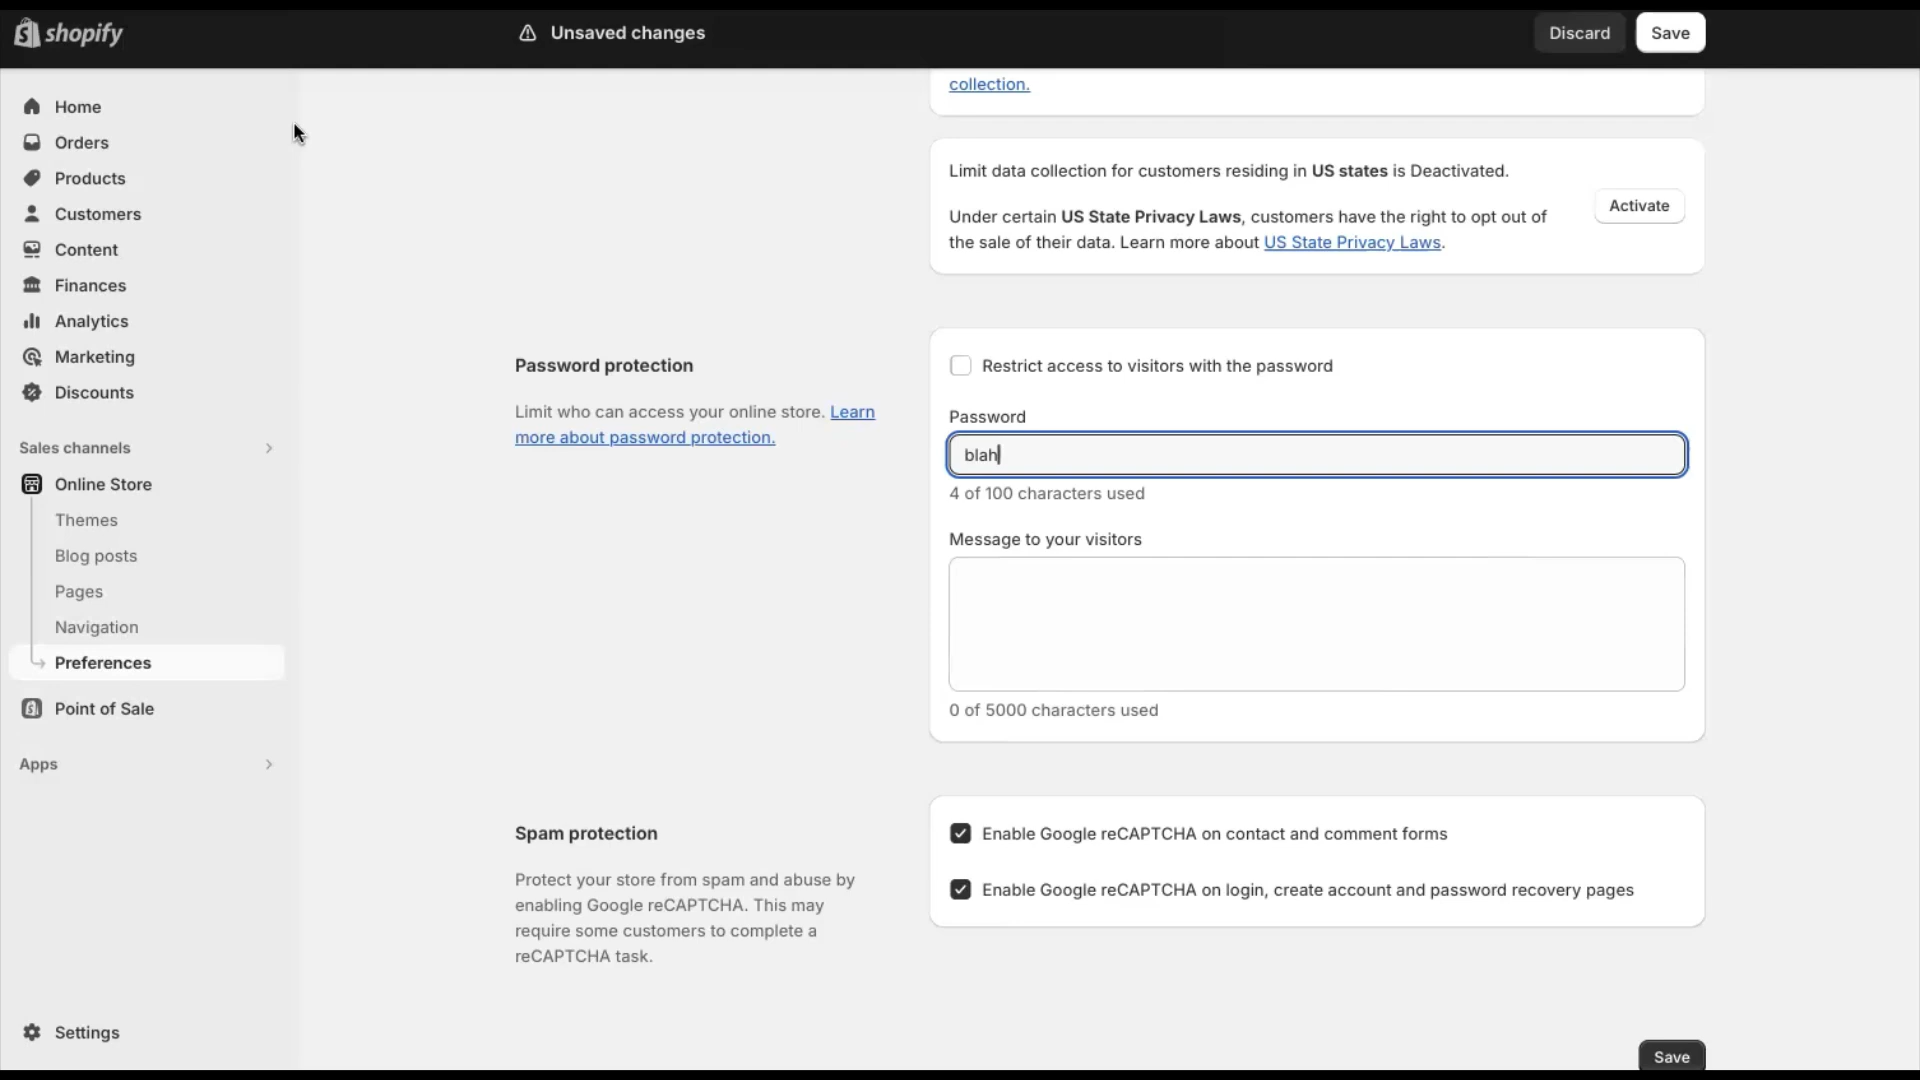 shopify
Unsaved changes
Discard
Save
Home
Orders
Products
Customers
Content
Finances
Analytics
Marketing
Discounts
Sales channels
Online Store
Themes
Blog posts
Pages
Navigation
Preferences
Point of Sale
Apps
Settings
collection.
Limit data collection for customers residing in US states is Deactivated.
Under certain US State Privacy Laws, customers have the right to opt out of
the sale of their data. Learn more about US State Privacy Laws.
Activate
Password protection
Limit who can access your online store. Learn
more about password protection.
Restrict access to visitors with the password
Password
blah
4 of 100 characters used
Message to your visitors
0 of 5000 characters used
Spam protection
Protect your store from spam and abuse by
enabling Google reCAPTCHA. This may
require some customers to complete a
reCAPTCHA task.
Enable Google reCAPTCHA on contact and comment forms
Enable Google reCAPTCHA on login, create account and password recovery pages
Save